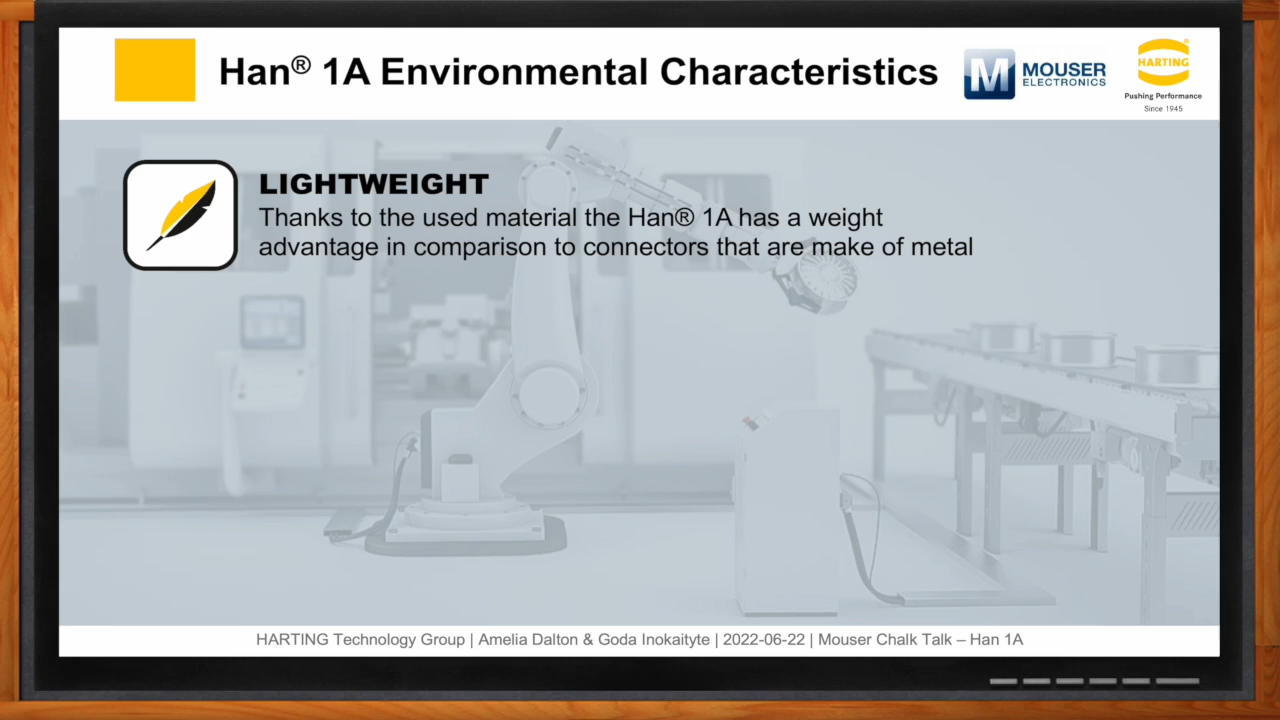 Han® 1A Environmental Characteristics
M MOUSER
ELECTRONICS
HARTING
Pushing Performance
Since 1945
LIGHTWEIGHT
Thanks to the used material the Han® 1A has a weight
advantage in comparison to connectors that are make of metal
HARTING Technology Group | Amelia Dalton & Goda Inokaityte | 2022-06-22 | Mouser Chalk Talk – Han 1A